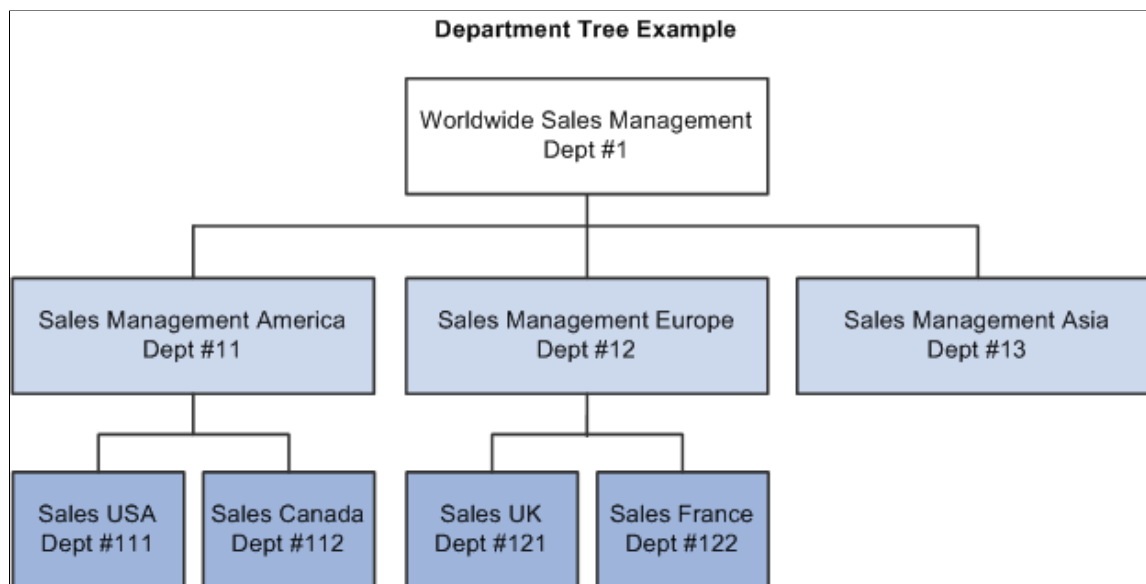 Department Tree Example
Worldwide Sales Management
Dept #1
Sales Management America
Dept #11
Sales Management Europe
Dept #12
Sales Management Asia
Dept #13
Sales USA
Dept #111
Sales Canada
Dept #112
Sales UK
Dept #121
Sales France
Dept #122